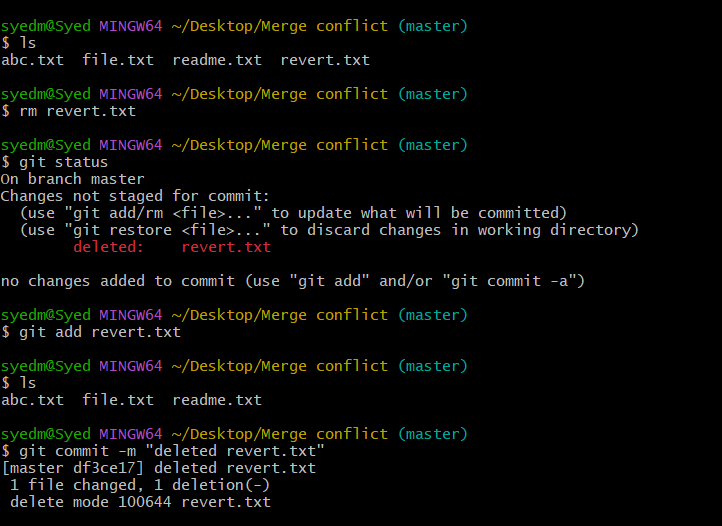 syedm@Syed MINGW64 ~/Desktop/Merge conflict (master)
$ ls
abc.txt  file.txt  readme.txt  revert.txt
syedm@Syed MINGW64 ~/Desktop/Merge conflict (master)
$ rm revert.txt
syedm@Syed MINGW64 ~/Desktop/Merge conflict (master)
$ git status
On branch master
Changes not staged for commit:
  (use "git add/rm <file>..." to update what will be committed)
  (use "git restore <file>..." to discard changes in working directory)
        deleted:    revert.txt
no changes added to commit (use "git add" and/or "git commit -a")
syedm@Syed MINGW64 ~/Desktop/Merge conflict (master)
$ git add revert.txt
syedm@Syed MINGW64 ~/Desktop/Merge conflict (master)
$ ls
abc.txt  file.txt  readme.txt
syedm@Syed MINGW64 ~/Desktop/Merge conflict (master)
$ git commit -m "deleted revert.txt"
[master df3ce17] deleted revert.txt
 1 file changed, 1 deletion(-)
 delete mode 100644 revert.txt